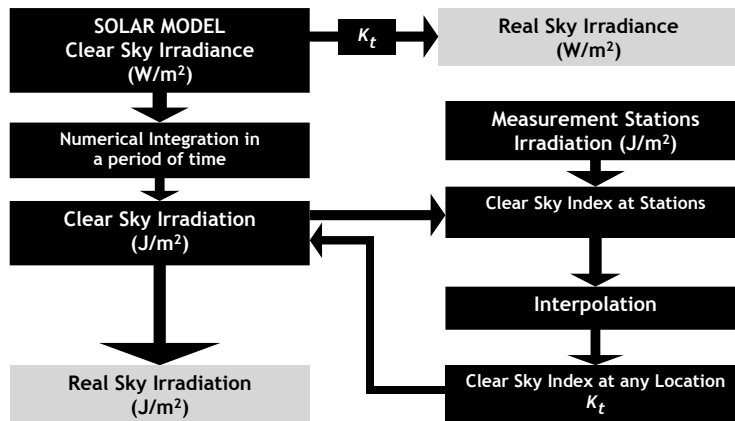 SOLAR MODEL
Clear Sky Irradiance
(W/m²)
Kt
Real Sky Irradiance
(W/m²)
Numerical Integration in
a period of time
Measurement Stations
Irradiation (J/m²)
Clear Sky Irradiation
(J/m²)
Clear Sky Index at Stations
Interpolation
Real Sky Irradiation
(J/m²)
Clear Sky Index at any Location
Kt